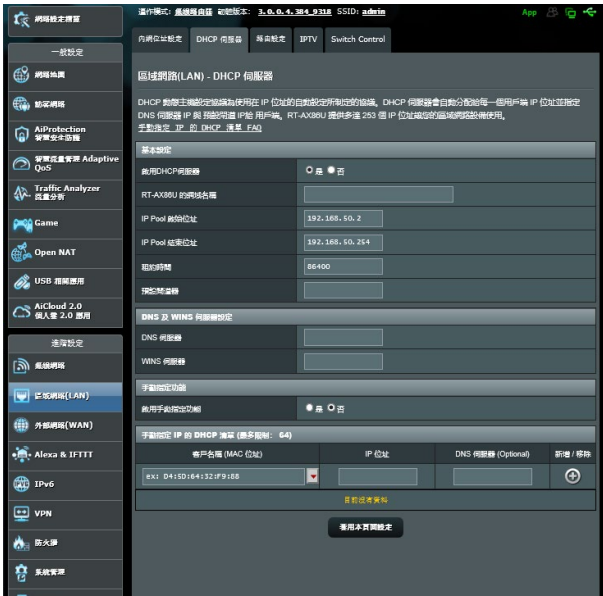 網路設定精靈
操作模式: 無線路由器 韌體版本: 3.0.0.4.384_9318 SSID: admin
App
內網位址設定 DHCP 伺服器 路由設定 IPTV Switch Control
一般設定
網路地圖
訪客網路
AiProtection
智慧安全防護
智慧流量管理 Adaptive
QoS
Traffic Analyzer
流量分析
Game
Open NAT
USB 相關應用
AiCloud 2.0
個人雲 2.0 應用
進階設定
無線網路
區域網路(LAN)
外部網路(WAN)
Alexa & IFTTT
IPv6
VPN
防火牆
系統管理
區域網路(LAN) - DHCP 伺服器
DHCP 動態主機設定協議為使用在 IP 位址的自動設定所制定的協議。DHCP 伺服器會自動分配給每一個用戶端 IP 位並指定
DNS 伺服器 IP 與 預設閘道 IP給 用戶端。RT-AX86U 提供多達 253 個 IP 位址給您的區域網路設備使用。
手動指定 IP 的 DHCP 清單 FAQ
基本設定
啟用DHCP伺服器 是 否
RT-AX86U 的網域名稱
IP Pool 啟始位址 192.168.50.2
IP Pool 結束位址 192.168.50.254
租約時間 86400
預設閘道器
DNS 及 WINS 伺服器設定
DNS 伺服器
WINS 伺服器
手動指定功能
啟用手動指定功能 是 否
手動指定 IP 的 DHCP 清單 (最多限制: 64)
客戶名稱 (MAC 位址) IP 位址 DNS 伺服器 (Optional) 新增 / 移除
ex: D4:5D:64:32:F9:88
目前沒有資料
套用本頁面設定